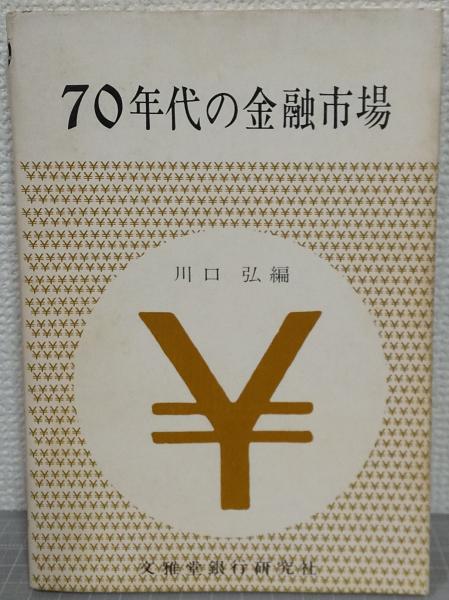 70年代の金融市場
川口 弘編
¥
文雅堂銀行研究社